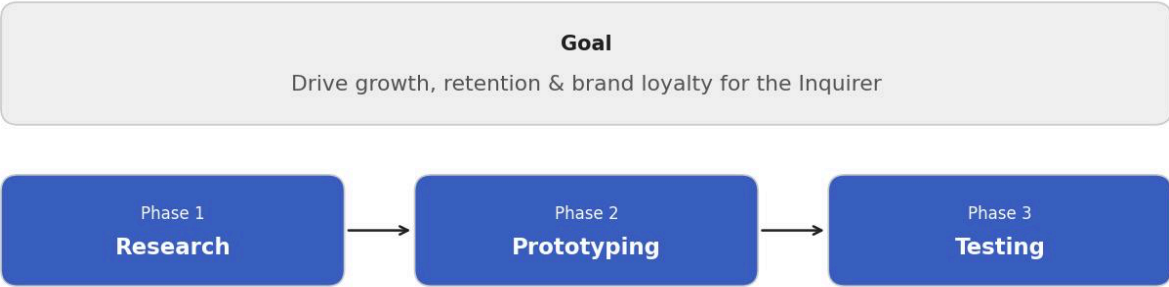 Goal
Drive growth, retention & brand loyalty for the Inquirer
Phase 1
Research
Phase 2
Prototyping
Phase 3
Testing